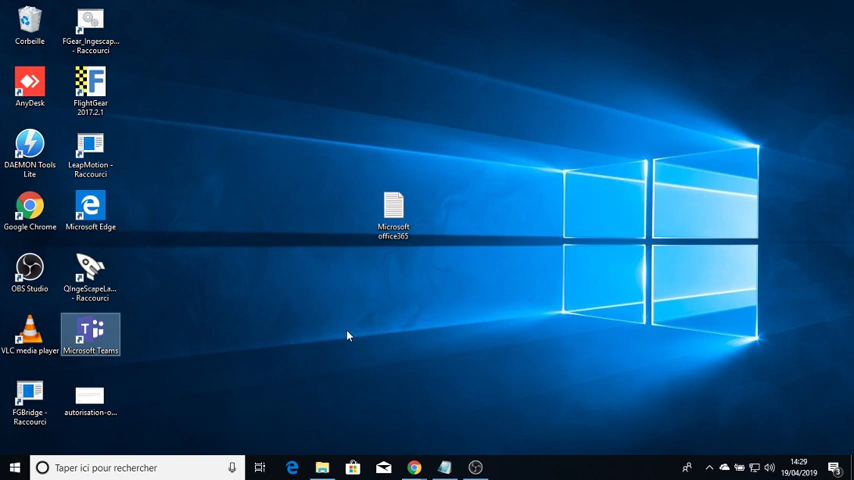 Corbeille
FGear_Ingescap...
- Raccourci
AnyDesk
FlightGear
2017.2.1
DAEMON Tools
Lite
LeapMotion -
Raccourci
Google Chrome
Microsoft Edge
Microsoft
office365
OBS Studio
QIngeScapeLa...
- Raccourci
VLC media player
Microsoft Teams
FGBridge -
Raccourci
autorisation-o...
Taper ici pour rechercher
14:29
19/04/2019
3